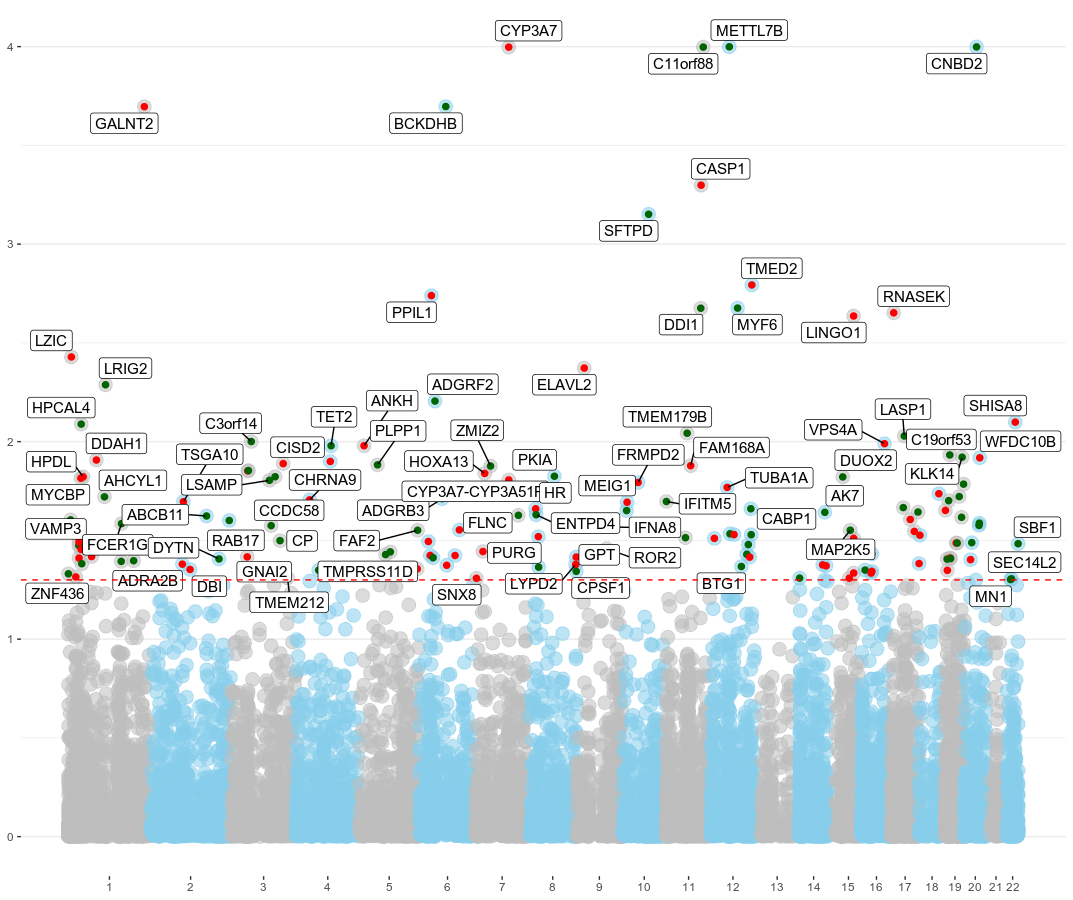 CYP3A7
METTL7B
4
C11orf88
CNBD2
GALNT2
BCKDHB
CASP1
SFTPD
3
TMED2
PPIL1
RNASEK
DDI1
MYF6
LINGO1
LZIC
LRIG2
ELAVL2
ADGRF2
HPCAL4
ANKH
C3orf14
TET2
TMEM179B
LASP1
SHISA8
PLPP1
ZMIZ2
VPS4A
2
DDAH1
CISD2
FAM168A
C19orf53
WFDC10B
TSGA10
HPDL
HOXA13
PKIA
FRMPD2
DUOX2
KLK14
AHCYL1
LSAMP
CHRNA9
CYP3A7-CYP3A51P
HR
MEIG1
TUBA1A
MYCBP
AK7
ABCB11
CCDC58
ADGRB3
IFITM5
FLNC
ENTPD4
IFNA8
CABP1
VAMP3
SBF1
FCER1G
DYTN
RAB17
CP
FAF2
PURG
GPT
ROR2
MAP2K5
SEC14L2
ADRA2B
DBI
GNAI2
TMPRSS11D
LYPD2
CPSF1
BTG1
ZNF436
TMEM212
SNX8
MN1
1
0
1 2 3 4 5 6 7 8 9 10 11 12 13 14 15 16 17 18 19 20 21 22